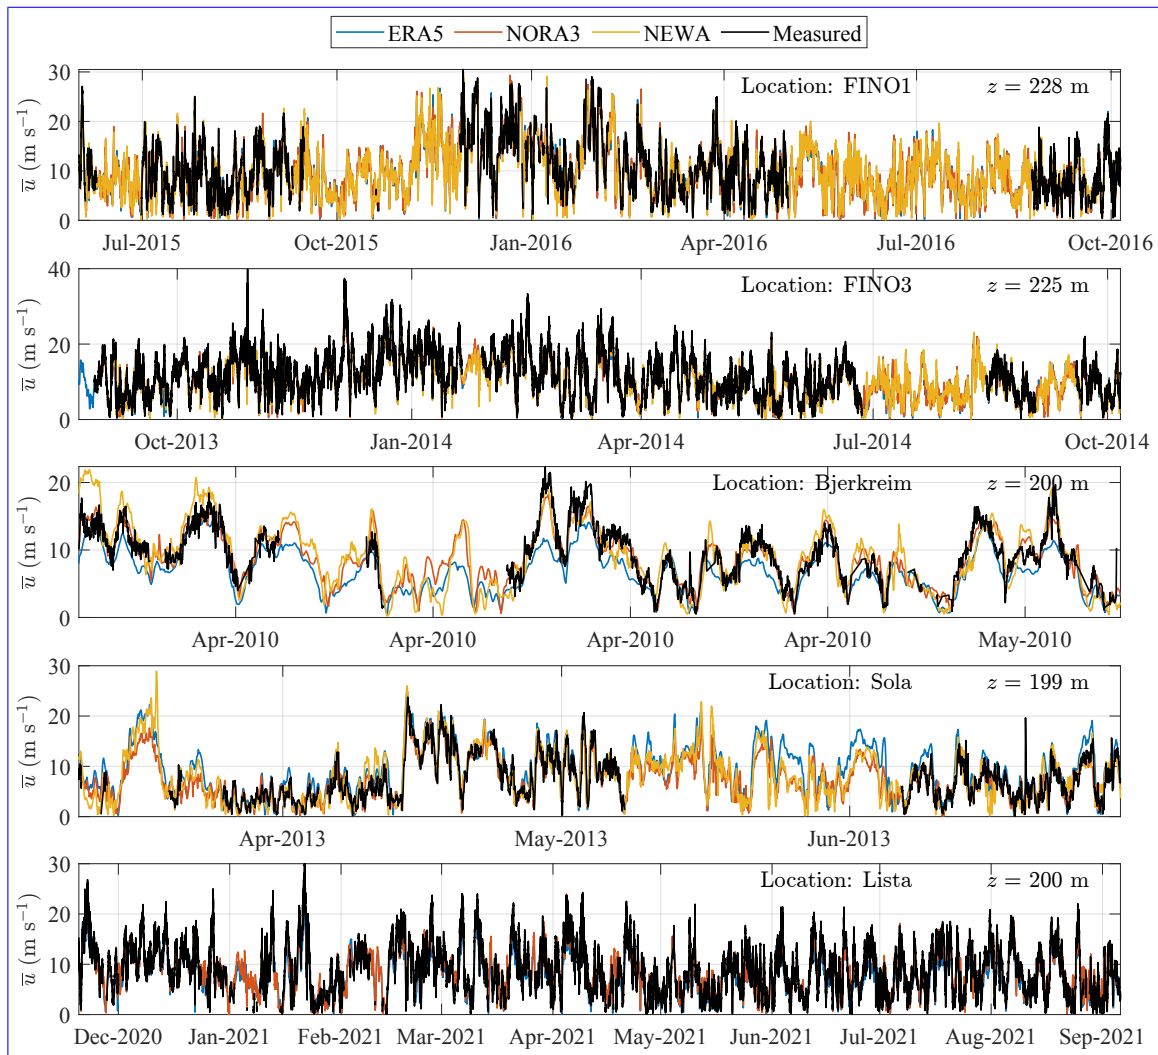 ERA5 NORA3 NEWA Measured
30
20
10
0
u̅ (m s⁻¹)
Location: FINO1 z = 228 m
Jul-2015 Oct-2015 Jan-2016 Apr-2016 Jul-2016 Oct-2016
40
20
0
u̅ (m s⁻¹)
Location: FINO3 z = 225 m
Oct-2013 Jan-2014 Apr-2014 Jul-2014 Oct-2014
20
10
0
u̅ (m s⁻¹)
Location: Bjerkreim z = 200 m
Apr-2010 Apr-2010 Apr-2010 Apr-2010 May-2010
30
20
10
0
u̅ (m s⁻¹)
Location: Sola z = 199 m
Apr-2013 May-2013 Jun-2013
30
20
10
0
u̅ (m s⁻¹)
Location: Lista z = 200 m
Dec-2020 Jan-2021 Feb-2021 Mar-2021 Apr-2021 May-2021 Jun-2021 Jul-2021 Aug-2021 Sep-2021